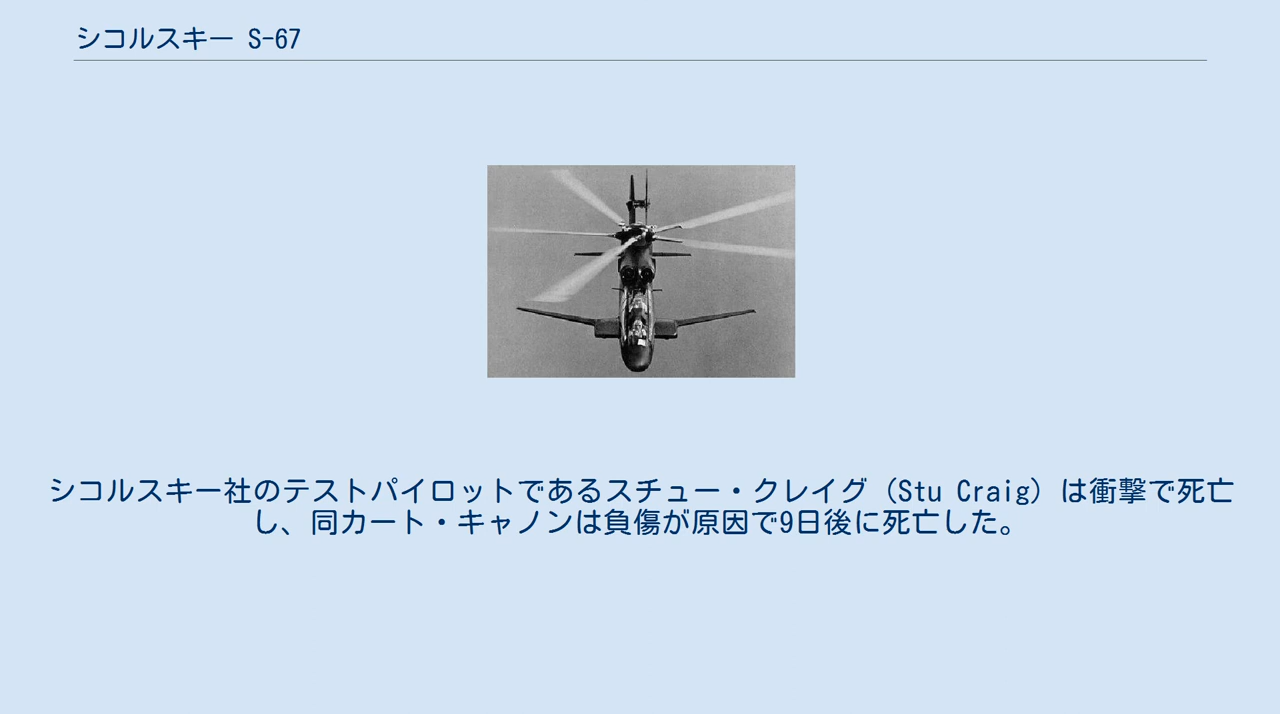 シコルスキー S-67
シコルスキー社のテストパイロットであるスチュー・クレイグ（Stu Craig）は衝撃で死亡
し、同カート・キャノンは負傷が原因で9日後に死亡した。